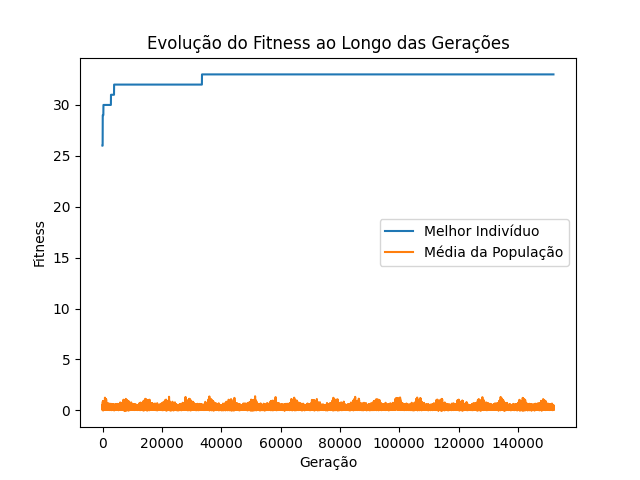 Evolução do Fitness ao Longo das Gerações
Fitness
30
25
20
15
10
5
0
Melhor Indivíduo
Média da População
0 20000 40000 60000 80000 100000 120000 140000
Geração